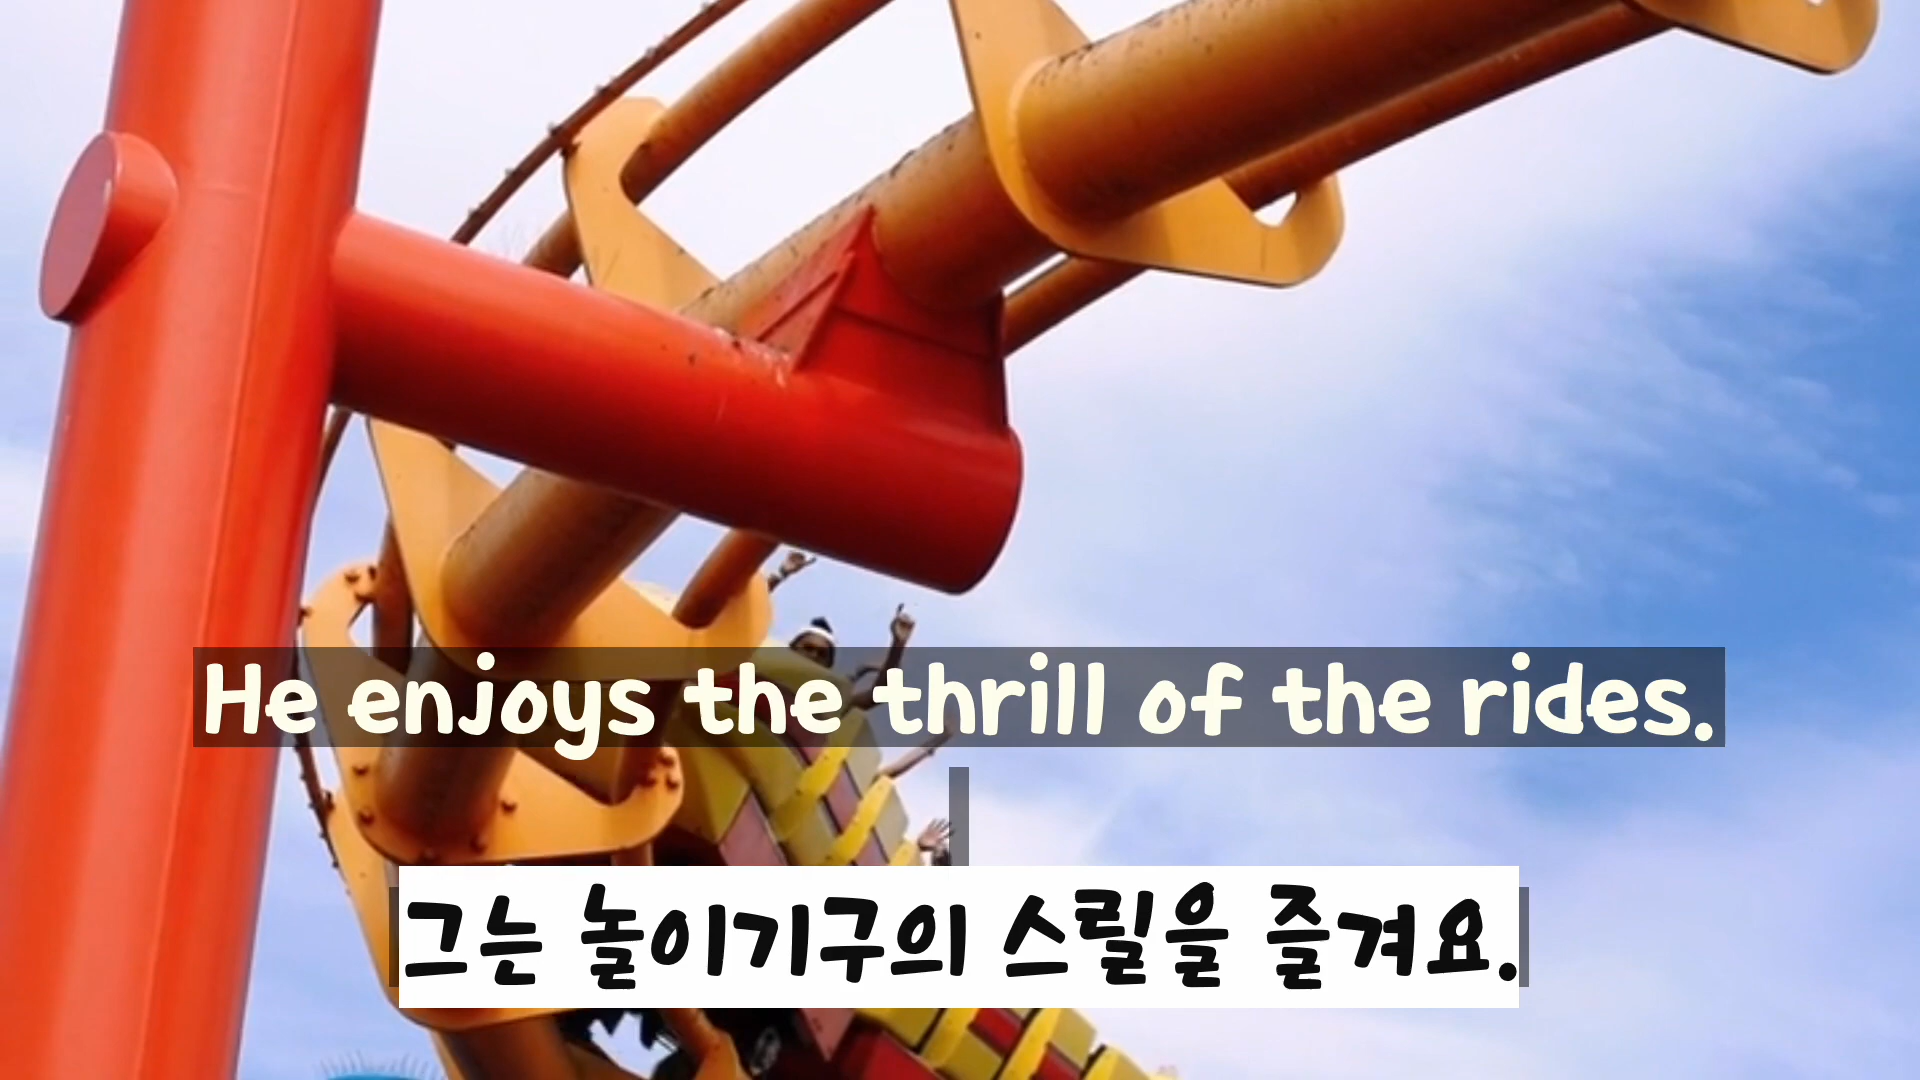 He enjoys the thrill of the rides.
그는 놀이기구의 스릴을 즐겨요.